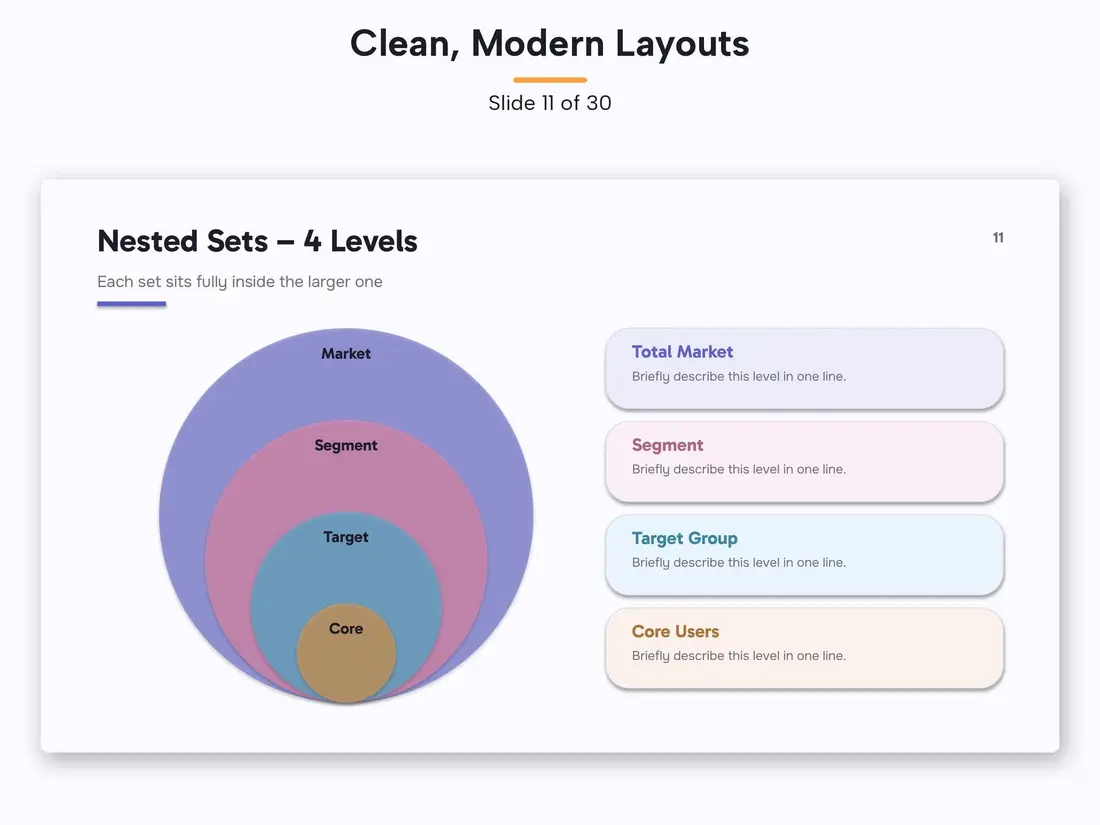 Clean, Modern Layouts
Slide 11 of 30
Nested Sets – 4 Levels
11
Each set sits fully inside the larger one
Market
Segment
Target
Core
Total Market
Briefly describe this level in one line.
Segment
Briefly describe this level in one line.
Target Group
Briefly describe this level in one line.
Core Users
Briefly describe this level in one line.